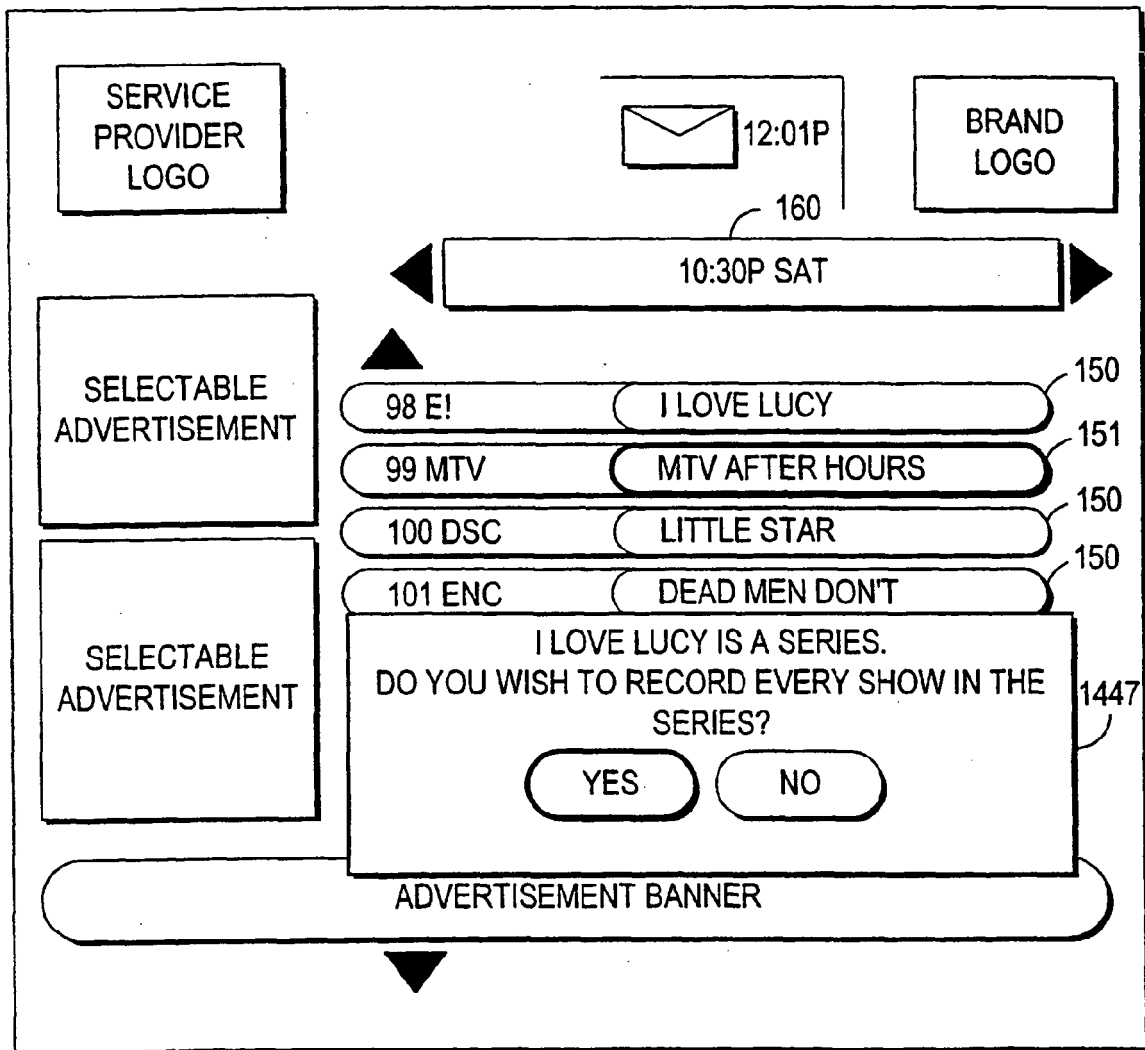 SERVICE
PROVIDER
LOGO
12:01P
BRAND
LOGO
160
10:30P SAT
SELECTABLE
ADVERTISEMENT
98 E! I LOVE LUCY
150
99 MTV MTV AFTER HOURS
151
100 DSC LITTLE STAR
150
101 ENC DEAD MEN DON'T
150
SELECTABLE
ADVERTISEMENT
I LOVE LUCY IS A SERIES.
DO YOU WISH TO RECORD EVERY SHOW IN THE
SERIES?
1447
YES NO
ADVERTISEMENT BANNER